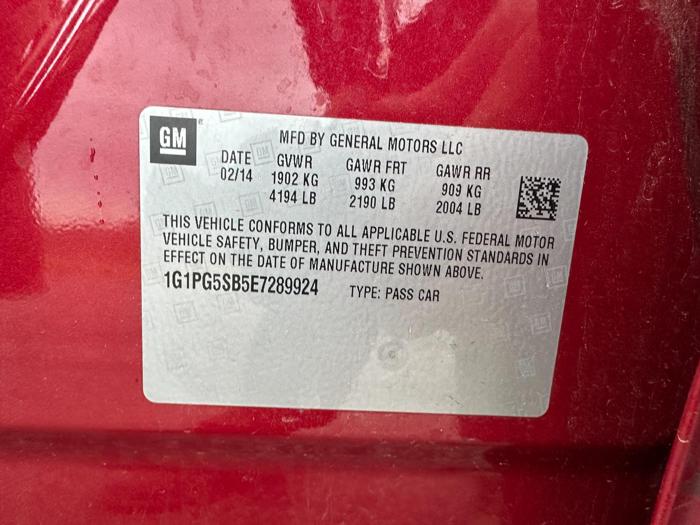 GM
MFD BY GENERAL MOTORS LLC
DATE GVWR GAWR FRT GAWR RR
02/14 1902 KG 993 KG 909 KG
4194 LB 2190 LB 2004 LB
THIS VEHICLE CONFORMS TO ALL APPLICABLE U.S. FEDERAL MOTOR
VEHICLE SAFETY, BUMPER, AND THEFT PREVENTION STANDARDS IN
EFFECT ON THE DATE OF MANUFACTURE SHOWN ABOVE.
1G1PG5SB5E7289924 TYPE: PASS CAR